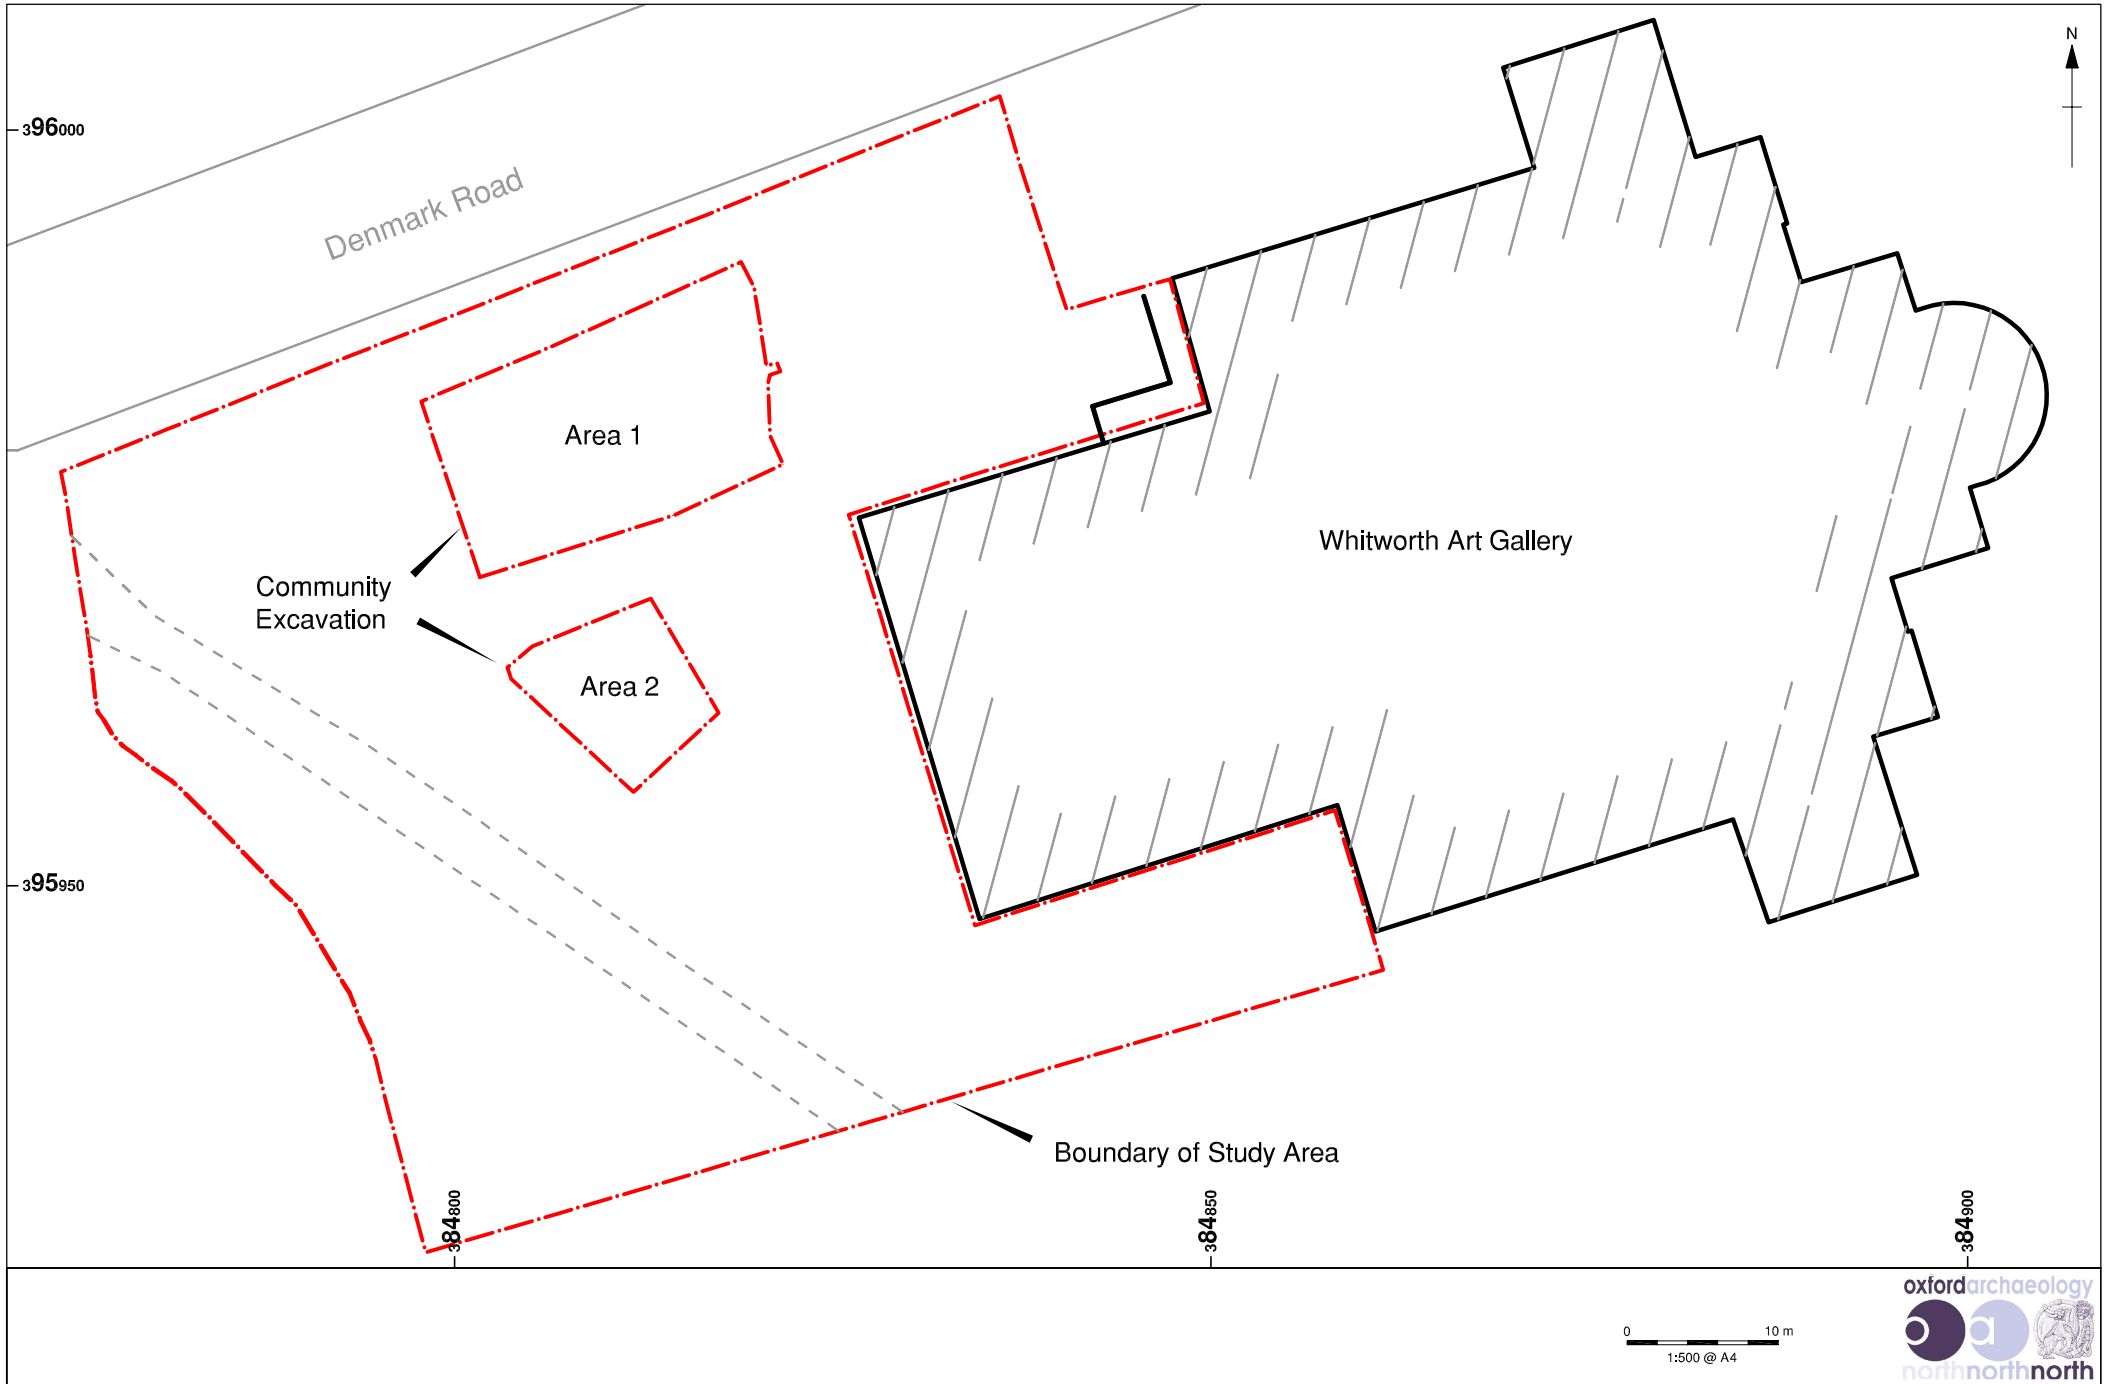 N
396000
Denmark Road
Area 1
Whitworth Art Gallery
Community
Excavation
Area 2
395950
Boundary of Study Area
384800
384850
384900
oxfordarchaeology
0 10 m
1:500 @ A4
a
northnorthnorth